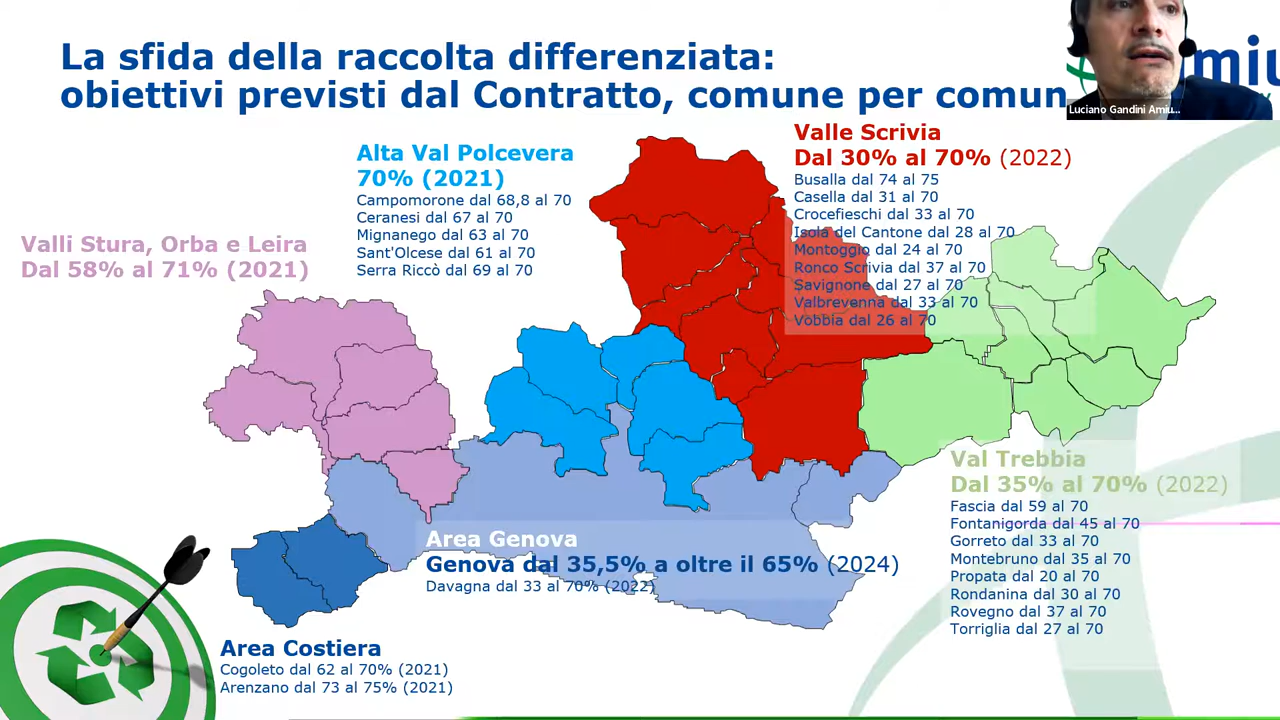 La sfida della raccolta differenziata:
obiettivi previsti dal Contratto, comune per comun
miu
Luciano Gandini Amiu...
Valle Scrivia
Dal 30% al 70% (2022)
Busalla dal 74 al 75
Casella dal 31 al 70
Crocefieschi dal 33 al 70
Isola del Cantone dal 28 al 70
Montoggio dal 24 al 70
Ronco Scrivia dal 37 al 70
Savignone dal 27 al 70
Valbrevenna dal 33 al 70
Vobbia dal 26 al 70
Alta Val Polcevera
70% (2021)
Campomorone dal 68,8 al 70
Ceranesi dal 67 al 70
Mignanego dal 63 al 70
Sant'Olcese dal 61 al 70
Serra Riccò dal 69 al 70
Valli Stura, Orba e Leira
Dal 58% al 71% (2021)
Val Trebbia
Dal 35% al 70% (2022)
Fascia dal 59 al 70
Fontanigorda dal 45 al 70
Gorreto dal 33 al 70
Montebruno dal 35 al 70
Propata dal 20 al 70
Rondanina dal 30 al 70
Rovegno dal 37 al 70
Torriglia dal 27 al 70
Area Genova
Genova dal 35,5% a oltre il 65% (2024)
Davagna dal 33 al 70% (2022)
Area Costiera
Cogoleto dal 62 al 70% (2021)
Arenzano dal 73 al 75% (2021)